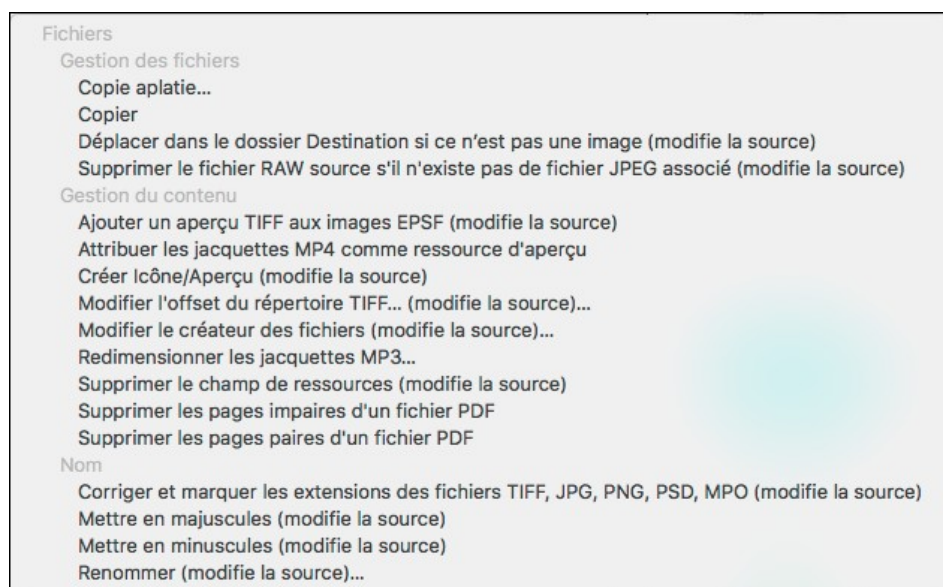 Fichiers
Gestion des fichiers
Copie aplatie...
Copier
Déplacer dans le dossier Destination si ce n’est pas une image (modifie la source)
Supprimer le fichier RAW source s'il n'existe pas de fichier JPEG associé (modifie la source)
Gestion du contenu
Ajouter un aperçu TIFF aux images EPSF (modifie la source)
Attribuer les jacquettes MP4 comme ressource d'aperçu
Créer Icône/Aperçu (modifie la source)
Modifier l'offset du répertoire TIFF... (modifie la source)...
Modifier le créateur des fichiers (modifie la source)...
Redimensionner les jacquettes MP3...
Supprimer le champ de ressources (modifie la source)
Supprimer les pages impaires d'un fichier PDF
Supprimer les pages paires d'un fichier PDF
Nom
Corriger et marquer les extensions des fichiers TIFF, JPG, PNG, PSD, MPO (modifie la source)
Mettre en majuscules (modifie la source)
Mettre en minuscules (modifie la source)
Renommer (modifie la source)...